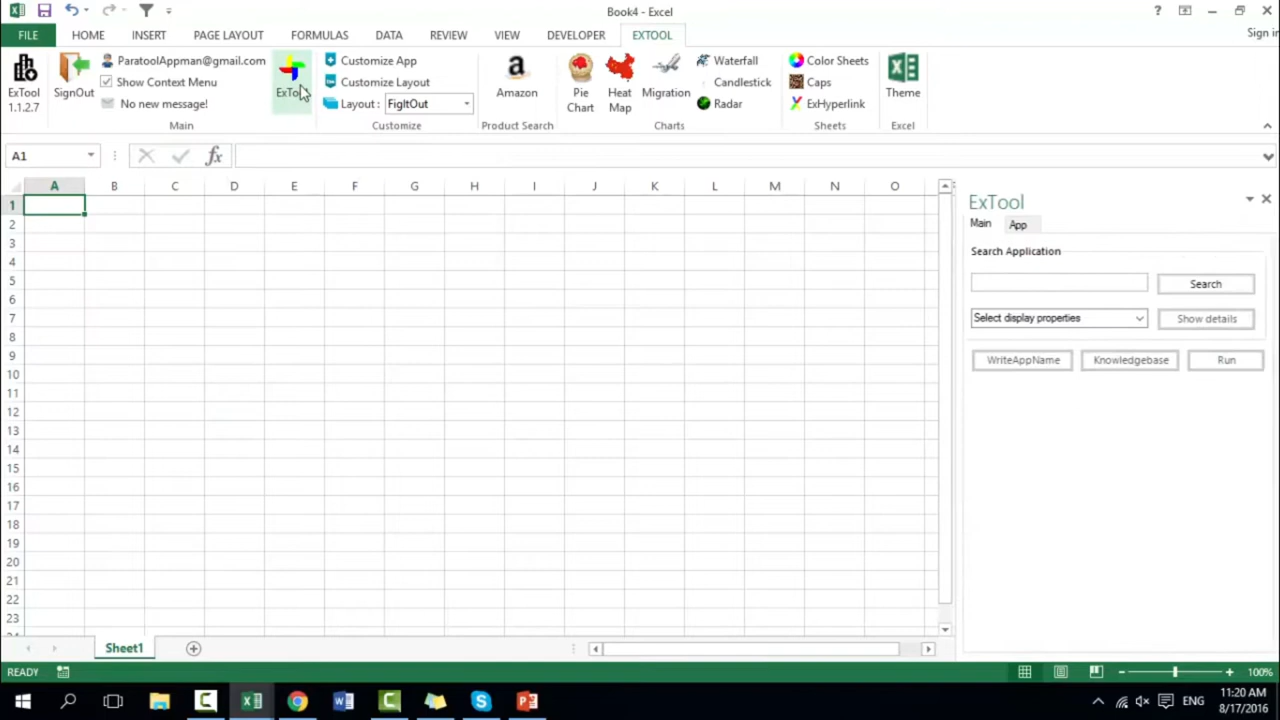 Book4 - Excel
Sign in
FILE HOME INSERT PAGE LAYOUT FORMULAS DATA REVIEW VIEW DEVELOPER EXTOOL
ExTool
1.1.2.7
SignOut
ParatoolAppman@gmail.com
Show Context Menu
No new message!
Main
Customize App
Customize Layout
Layout : FigItOut
Customize
Amazon
Product Search
Pie
Chart
Heat
Map
Migration
Waterfall
Candlestick
Radar
Charts
Color Sheets
Caps
ExHyperlink
Sheets
Theme
Excel
A1
fx
A B C D E F G H I J K L M N O
1
2
3
4
5
6
7
8
9
10
11
12
13
14
15
16
17
18
19
20
21
22
23
ExTool
Main App
Search Application
Search
Select display properties Show details
WriteAppName Knowledgebase Run
Sheet1
READY
100%
ENG
11:20 AM
8/17/2016